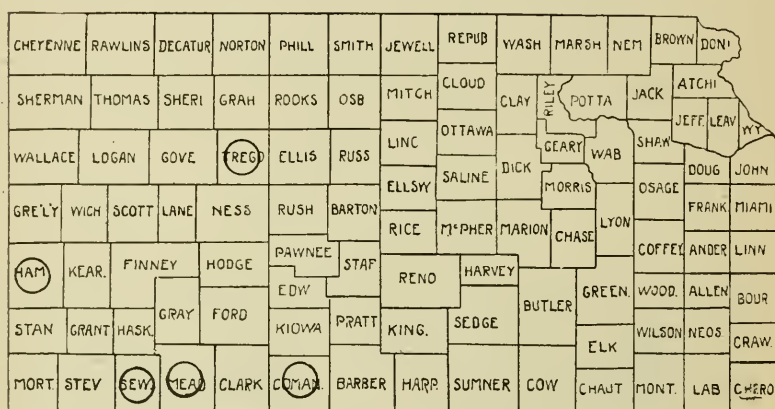 CHEYENNE RAWLINS DECATUR NORTON PHILL SMITH JEWELL REPUB WASH MARSH NEM BROWN DONI
SHERMAN THOMAS SHERI GRAH ROOKS OSB MITCH CLOUD CLAY RILEY POTTA JACK ATCHI
JEFF. LEAV. WY
WALLACE LOGAN GOVE TREGO ELLIS RUSS LINC OTTAWA DICK GEARY WAB SHAW. DOUG JOHN
GRE'L'Y WICH SCOTT LANE NESS RUSH BARTON ELLSW SALINE MORRIS LYON OSAGE FRANK MIAMI
RICE McPHER MARION CHASE
HAM KEAR. FINNEY HODGE PAWNEE STAF RENO HARVEY COFFEY ANDER LINN
GRAY FORD EDW BUTLER GREEN. WOOD. ALLEN BOUR
STAN GRANT HASK. KIOWA PRATT KING. SEDGE ELK WILSON NEOS. CRAW.
MORT. STEV SEW. MEAD CLARK COMAN. BARBER HARP. SUMNER COW CHAUT MONT. LAB CHERO